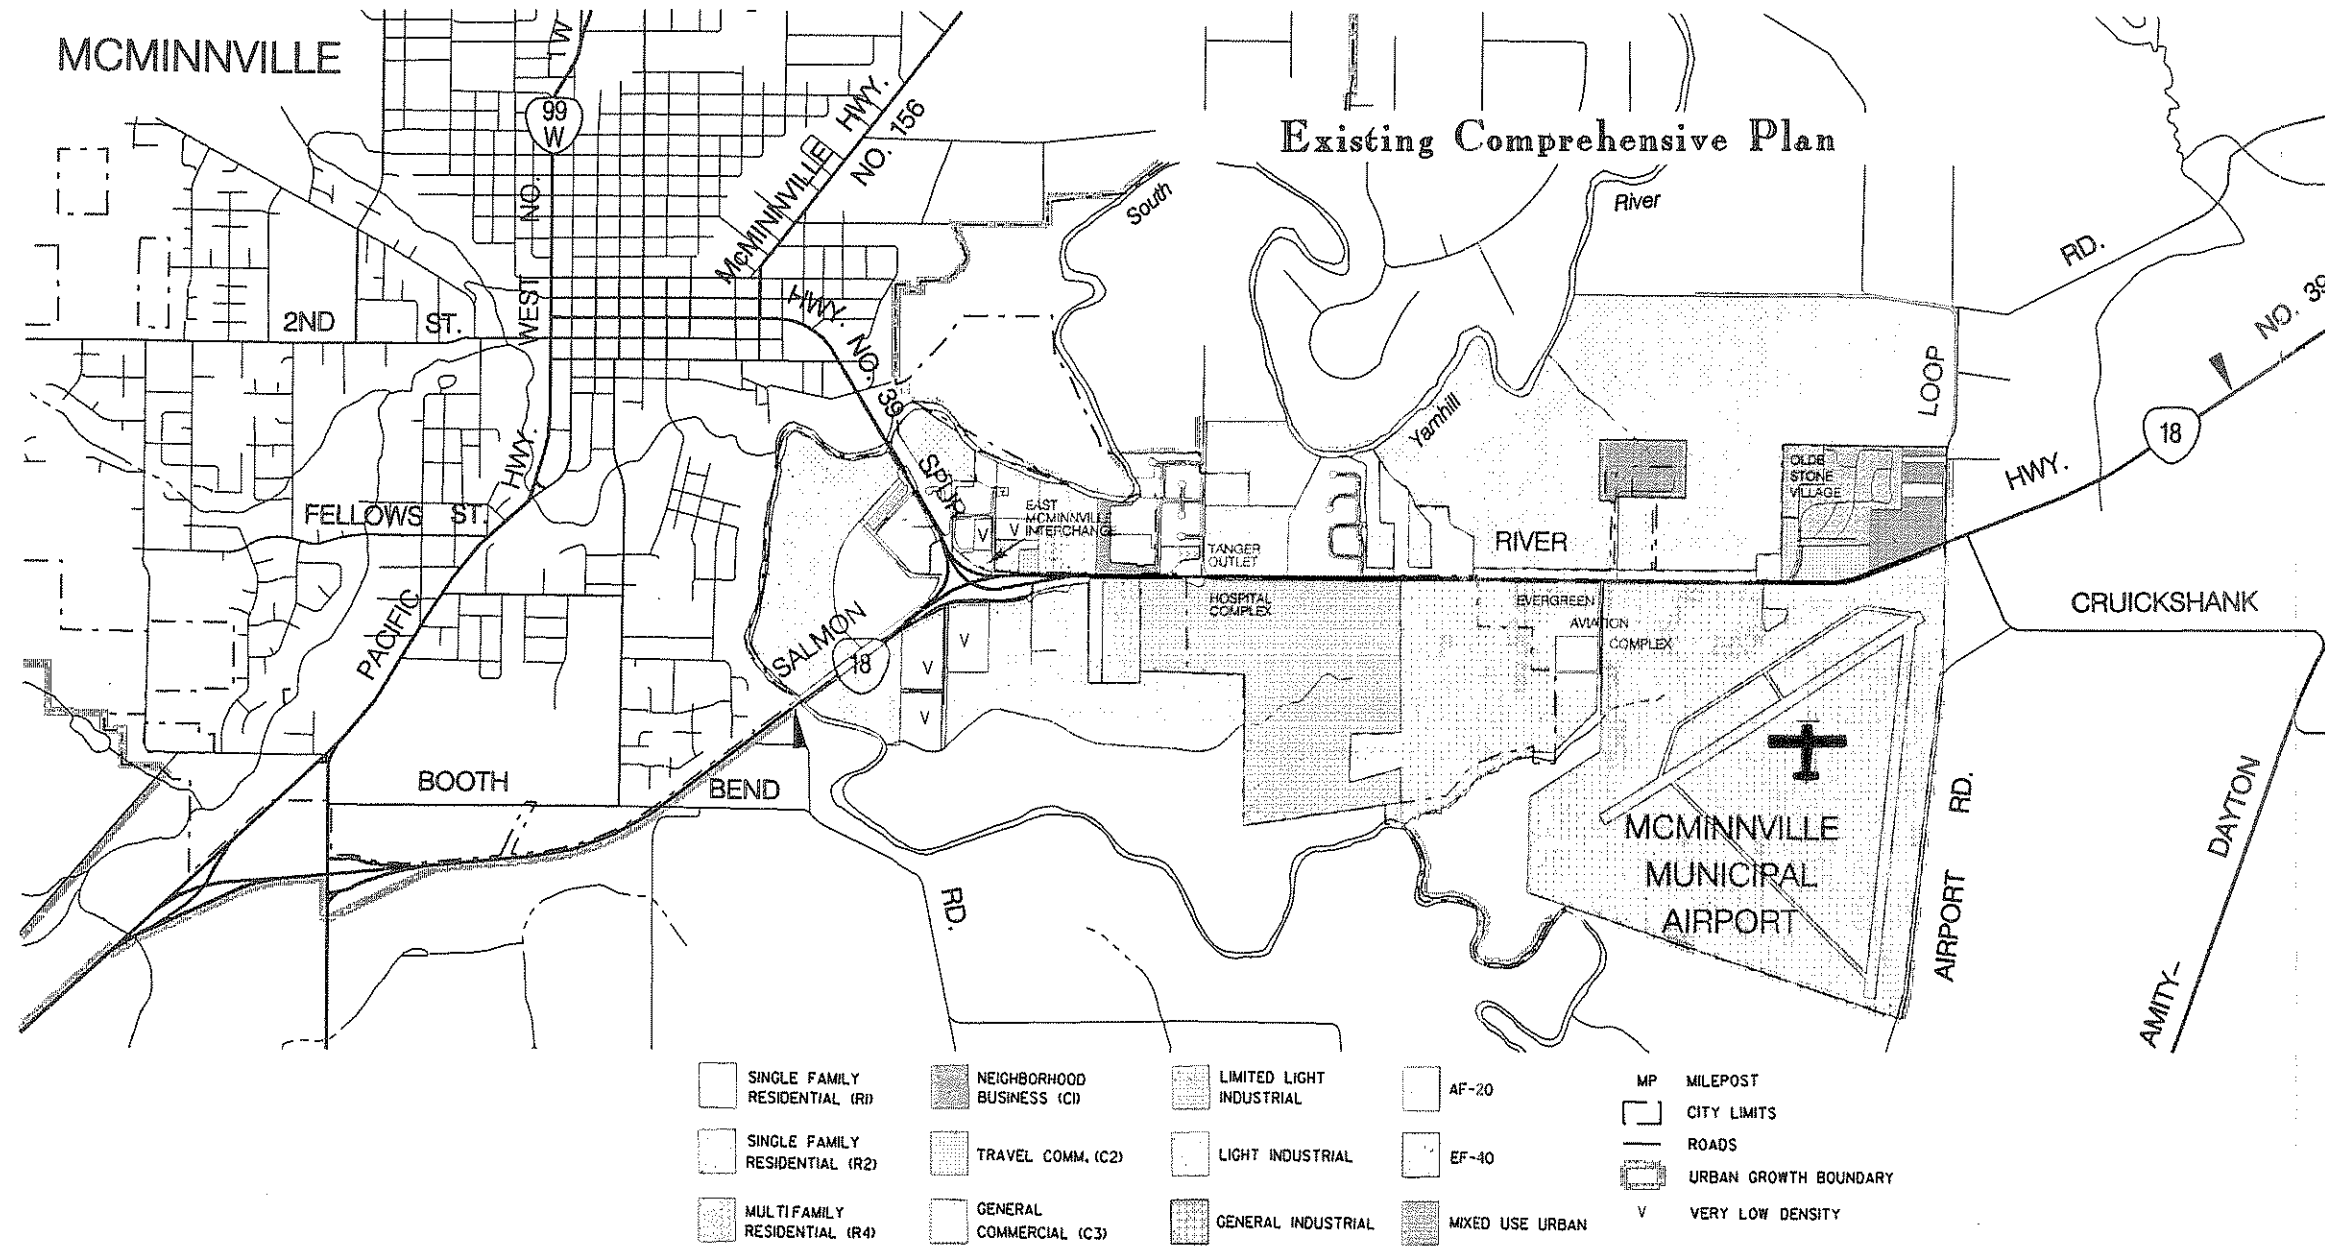 MCMINNVILLE
Existing Comprehensive Plan
99
W
HWY. NO.
WEST
McMINNVILLE HWY.
NO. 156
South
River
RD.
NO. 39
2ND ST.
HWY. NO. 39
SPUR
LOOP
Yamhill
18
HWY.
OLDE
STONE
VILLAGE
EAST
MCMINNVILLE
INTERCHANGE
V
V
FELLOWS ST.
HWY.
TANGER
OUTLET
RIVER
HOSPITAL
COMPLEX
EVERGREEN
AVIATION
COMPLEX
CRUICKSHANK
PACIFIC
SALMON
18
V
V
V
BOOTH
BEND
RD.
MCMINNVILLE
MUNICIPAL
AIRPORT
AIRPORT RD.
AMITY-
DAYTON
SINGLE FAMILY
RESIDENTIAL (R1)
SINGLE FAMILY
RESIDENTIAL (R2)
MULTIFAMILY
RESIDENTIAL (R4)
NEIGHBORHOOD
BUSINESS (C1)
TRAVEL COMM. (C2)
GENERAL
COMMERCIAL (C3)
LIMITED LIGHT
INDUSTRIAL
LIGHT INDUSTRIAL
GENERAL INDUSTRIAL
AF-20
EF-40
MIXED USE URBAN
MP MILEPOST
CITY LIMITS
ROADS
URBAN GROWTH BOUNDARY
V VERY LOW DENSITY